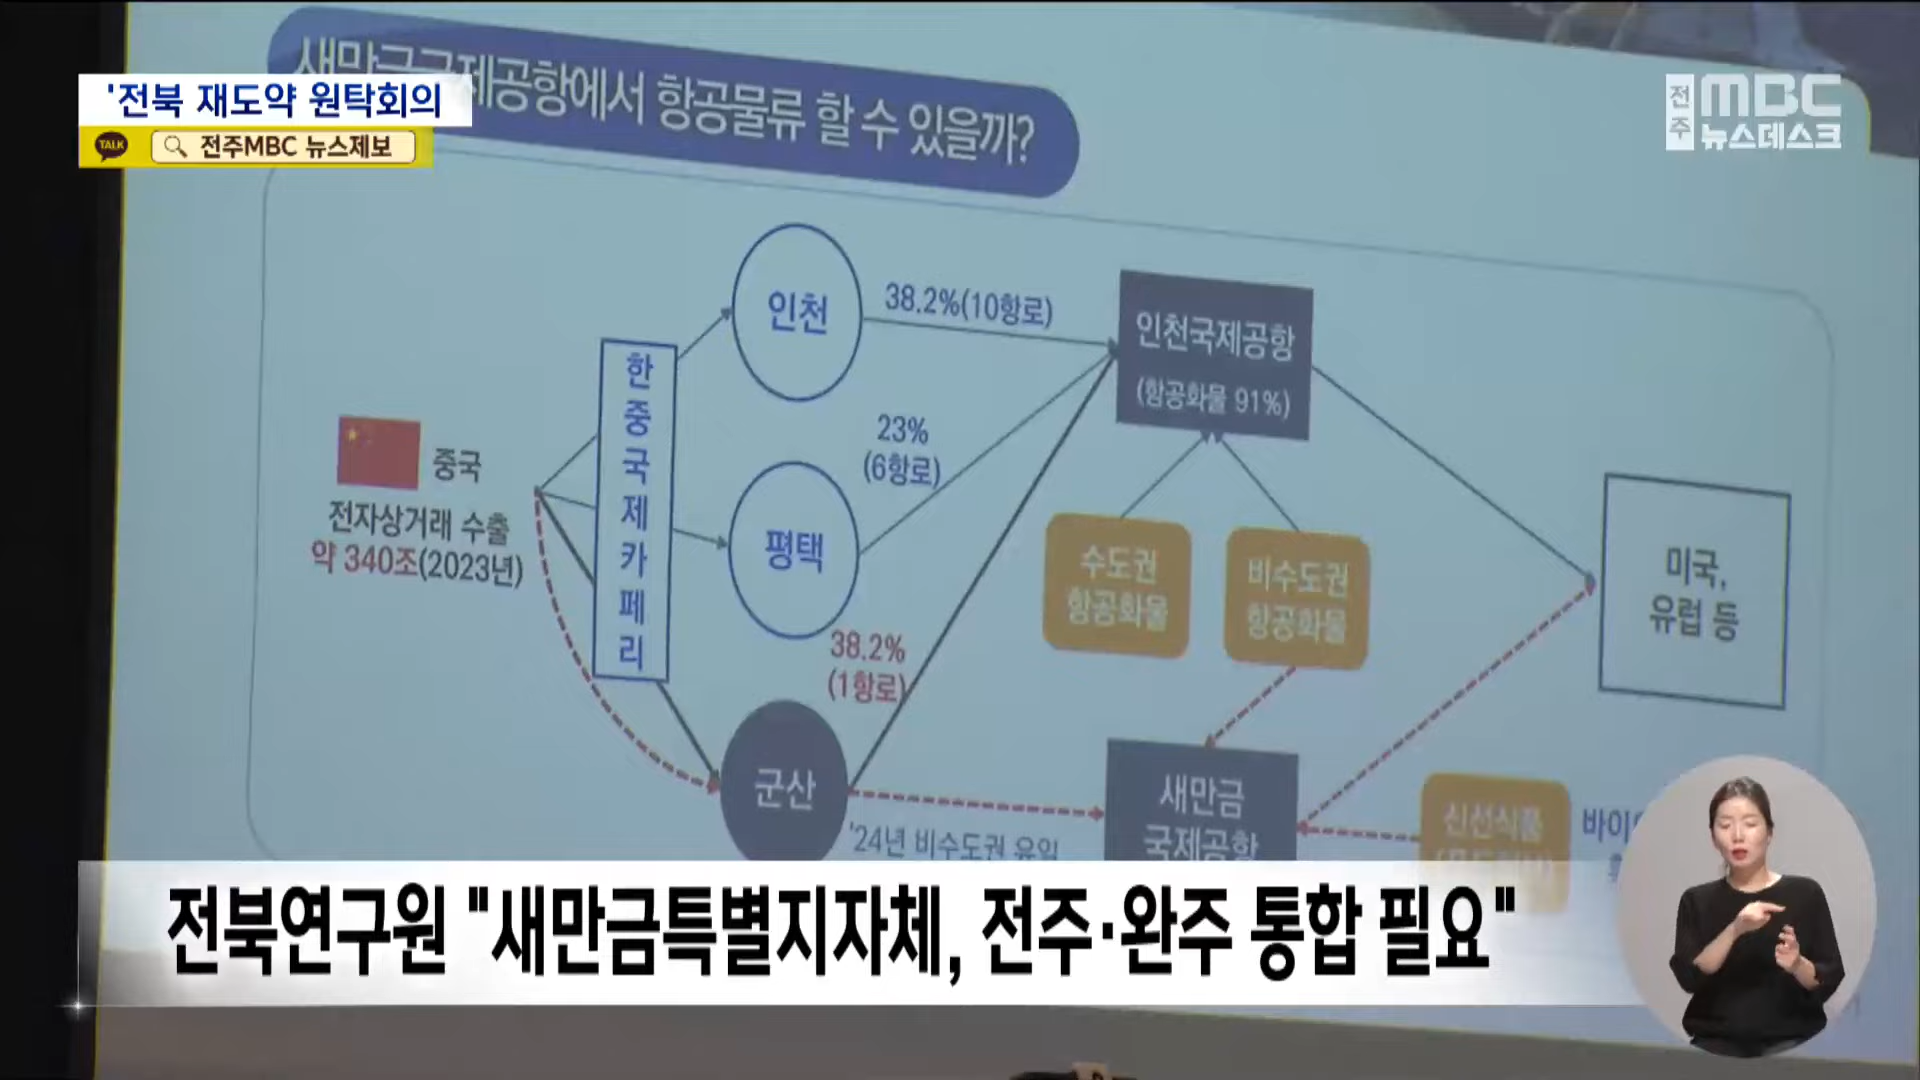 새만금국제공항에서 항공물류 할 수 있을까?
'전북 재도약 원탁회의
TALK
전주MBC 뉴스제보
전주
MBC
뉴스데스크
인천
38.2%(10항로)
인천국제공항
(항공화물 91%)
한중국제카페리
중국
전자상거래 수출
약 340조(2023년)
23%
(6항로)
평택
수도권
항공화물
비수도권
항공화물
미국,
유럽 등
38.2%
(1항로)
군산
'24년 비수도권 유일
새만금
국제공항
신선식품
전북연구원 "새만금특별지자체, 전주·완주 통합 필요"